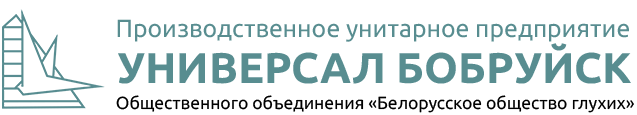 Производственное унитарное предприятие
УНИВЕРСАЛ БОБРУЙСК
Общественного объединения «Белорусское общество глухих»